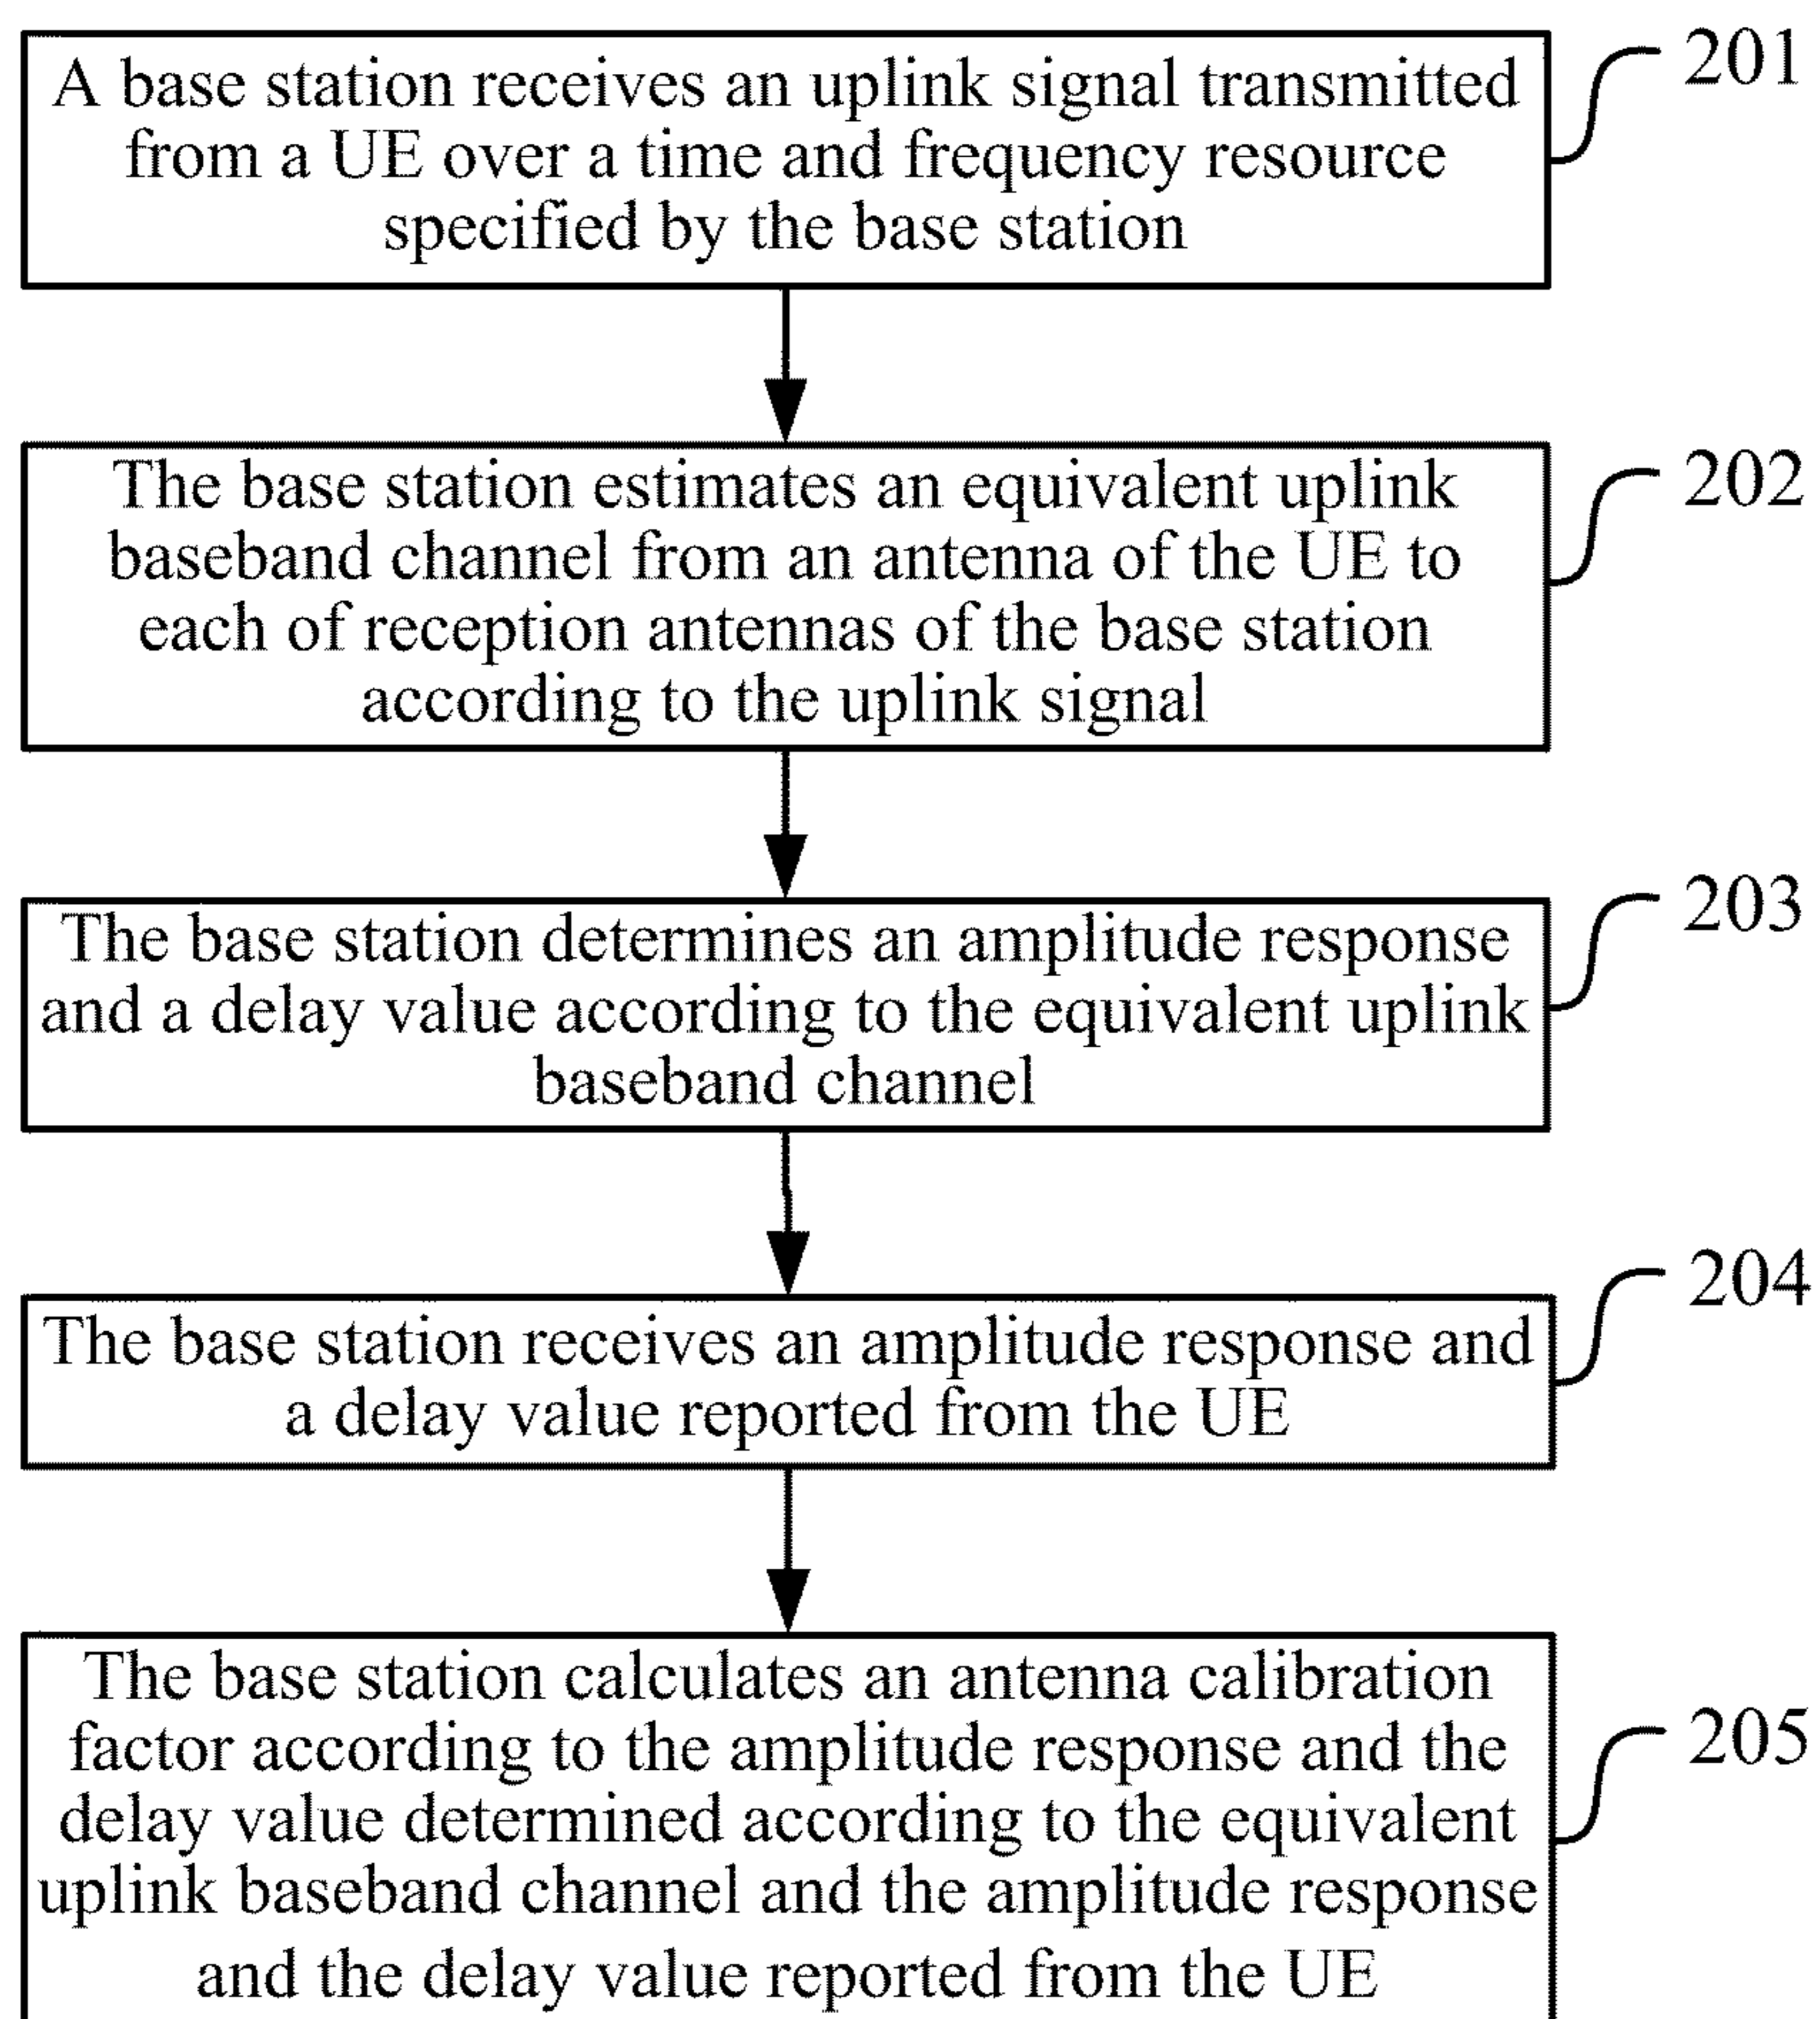 A base station receives an uplink signal transmitted
from a UE over a time and frequency resource
specified by the base station
201
The base station estimates an equivalent uplink
baseband channel from an antenna of the UE to
each of reception antennas of the base station
according to the uplink signal
202
The base station determines an amplitude response
and a delay value according to the equivalent uplink
baseband channel
203
The base station receives an amplitude response and
a delay value reported from the UE
204
The base station calculates an antenna calibration
factor according to the amplitude response and the
delay value determined according to the equivalent
uplink baseband channel and the amplitude response
and the delay value reported from the UE
205